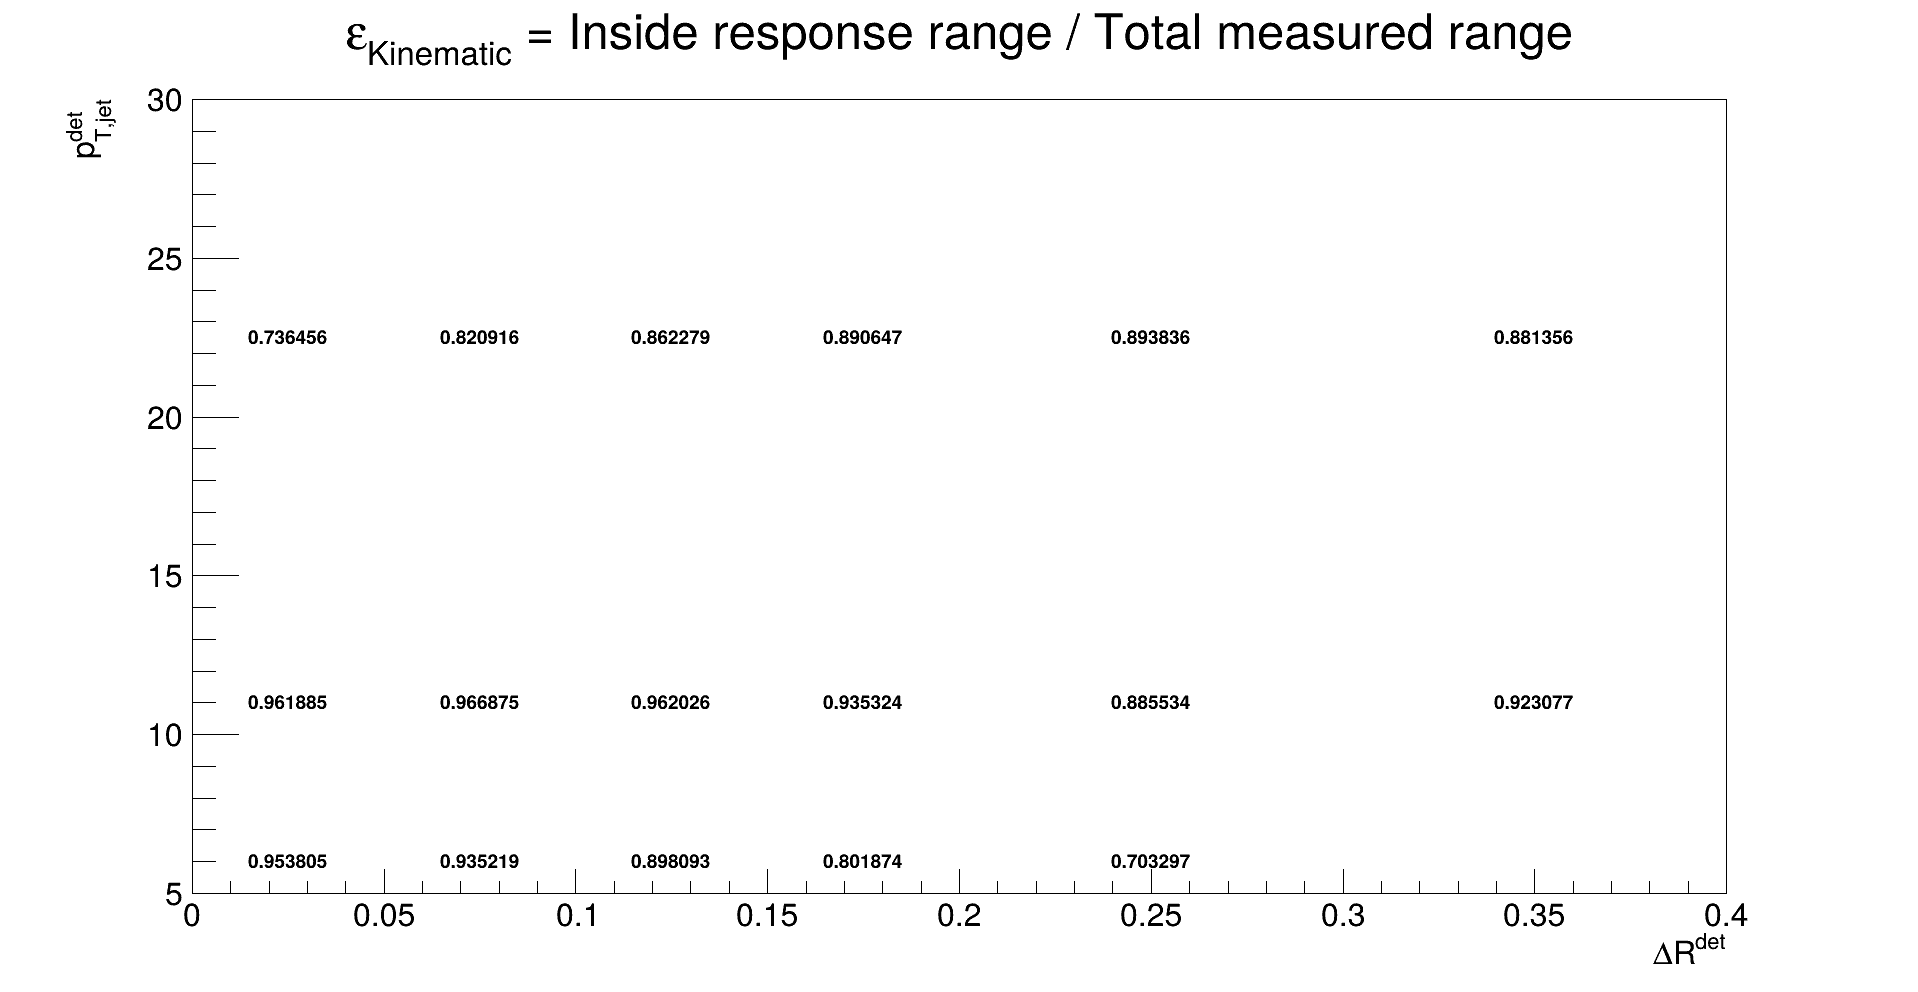 εKinematic = Inside response range / Total measured range
30
p^det_T,jet
25
0.736456 0.820916 0.862279 0.890647 0.893836 0.881356
20
15
0.961885 0.966875 0.962026 0.935324 0.885534 0.923077
10
0.953805 0.935219 0.898093 0.801874 0.703297
5
0 0.05 0.1 0.15 0.2 0.25 0.3 0.35 0.4
ΔR^det